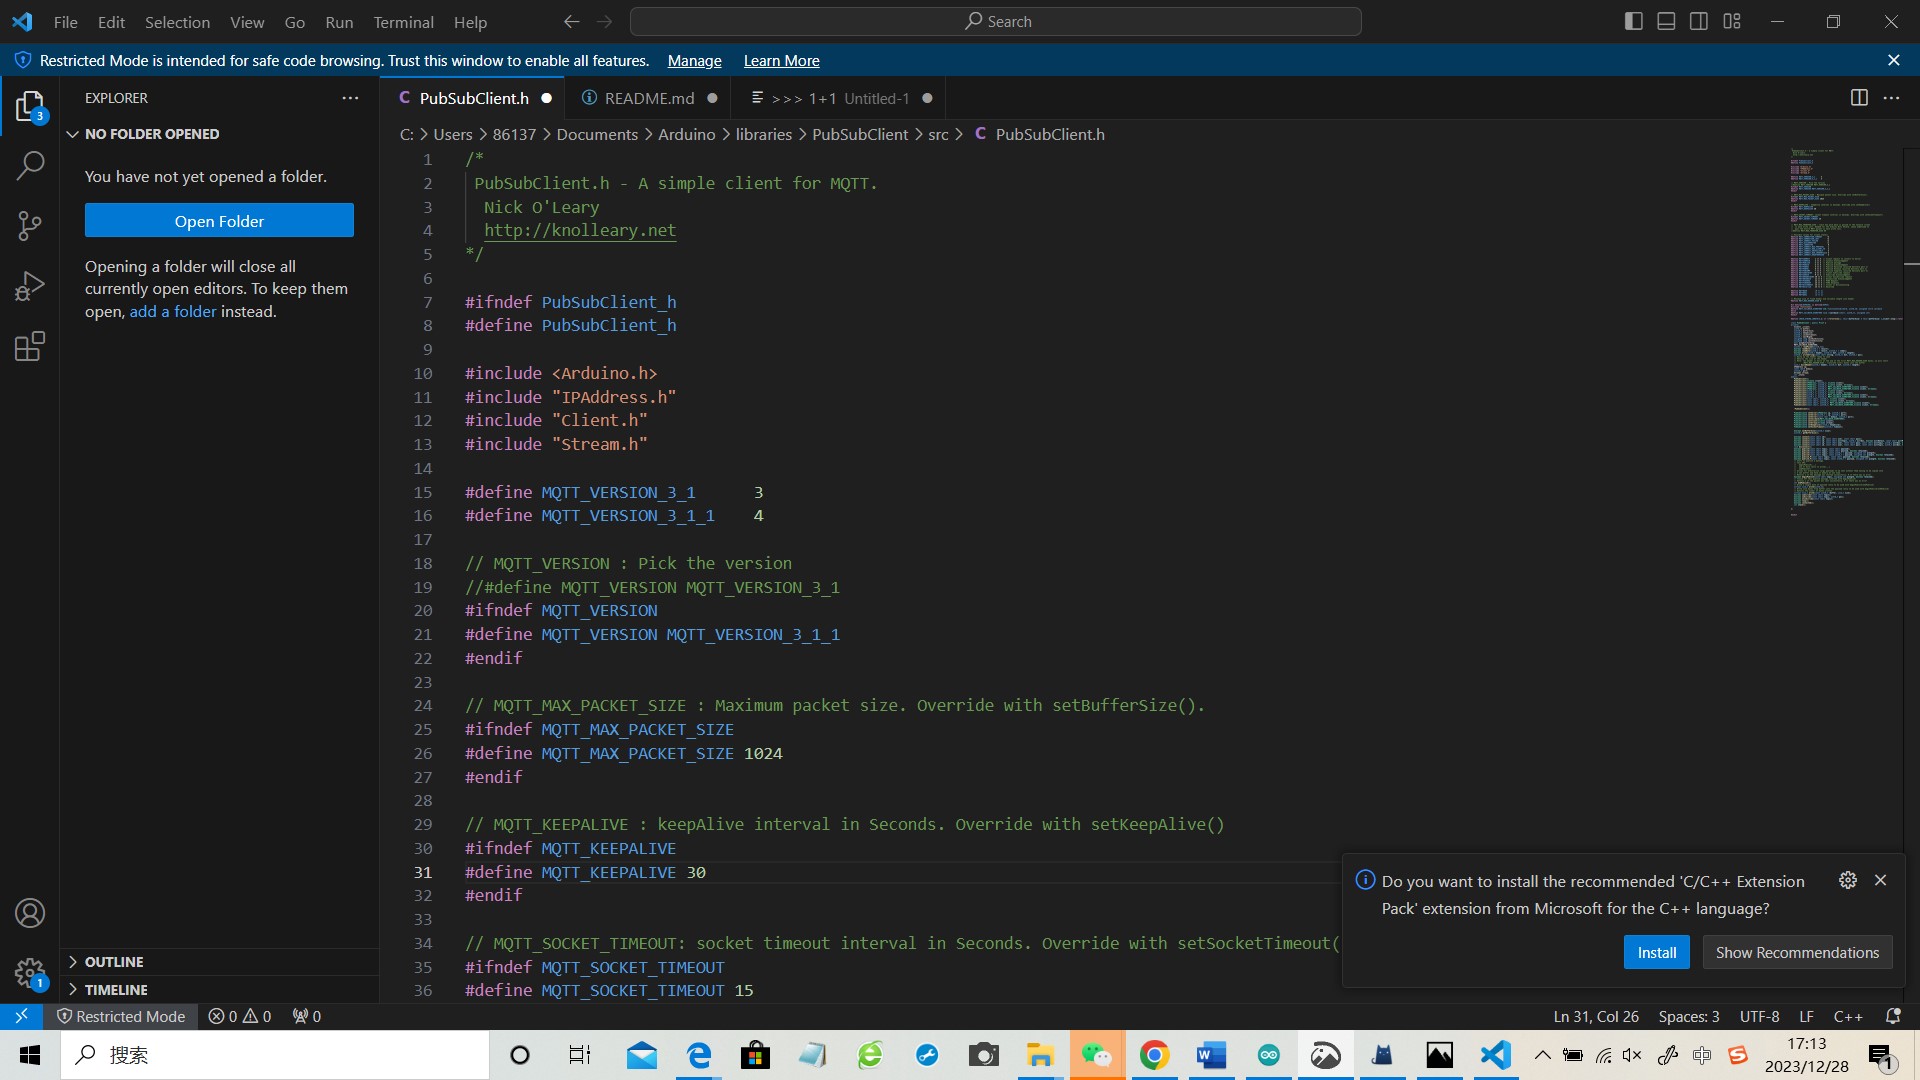 File Edit Selection View Go Run Terminal Help
Search
Restricted Mode is intended for safe code browsing. Trust this window to enable all features. Manage Learn More
EXPLORER
NO FOLDER OPENED
You have not yet opened a folder.
Open Folder
Opening a folder will close all
currently open editors. To keep them
open, add a folder instead.
OUTLINE
TIMELINE
3
1
C PubSubClient.h
README.md
>>> 1+1 Untitled-1
C: > Users > 86137 > Documents > Arduino > libraries > PubSubClient > src > C PubSubClient.h
1 /*
2 PubSubClient.h - A simple client for MQTT.
3 Nick O'Leary
4 http://knolleary.net
5 */
6
7 #ifndef PubSubClient_h
8 #define PubSubClient_h
9
10 #include <Arduino.h>
11 #include "IPAddress.h"
12 #include "Client.h"
13 #include "Stream.h"
14
15 #define MQTT_VERSION_3_1 3
16 #define MQTT_VERSION_3_1_1 4
17
18 // MQTT_VERSION : Pick the version
19 //#define MQTT_VERSION MQTT_VERSION_3_1
20 #ifndef MQTT_VERSION
21 #define MQTT_VERSION MQTT_VERSION_3_1_1
22 #endif
23
24 // MQTT_MAX_PACKET_SIZE : Maximum packet size. Override with setBufferSize().
25 #ifndef MQTT_MAX_PACKET_SIZE
26 #define MQTT_MAX_PACKET_SIZE 1024
27 #endif
28
29 // MQTT_KEEPALIVE : keepAlive interval in Seconds. Override with setKeepAlive()
30 #ifndef MQTT_KEEPALIVE
31 #define MQTT_KEEPALIVE 30
32 #endif
33
34 // MQTT_SOCKET_TIMEOUT: socket timeout interval in Seconds. Override with setSocketTimeout(
35 #ifndef MQTT_SOCKET_TIMEOUT
36 #define MQTT_SOCKET_TIMEOUT 15
Do you want to install the recommended 'C/C++ Extension
Pack' extension from Microsoft for the C++ language?
Install
Show Recommendations
Restricted Mode 0 0 0
Ln 31, Col 26 Spaces: 3 UTF-8 LF C++
搜索
中
17:13
2023/12/28
1